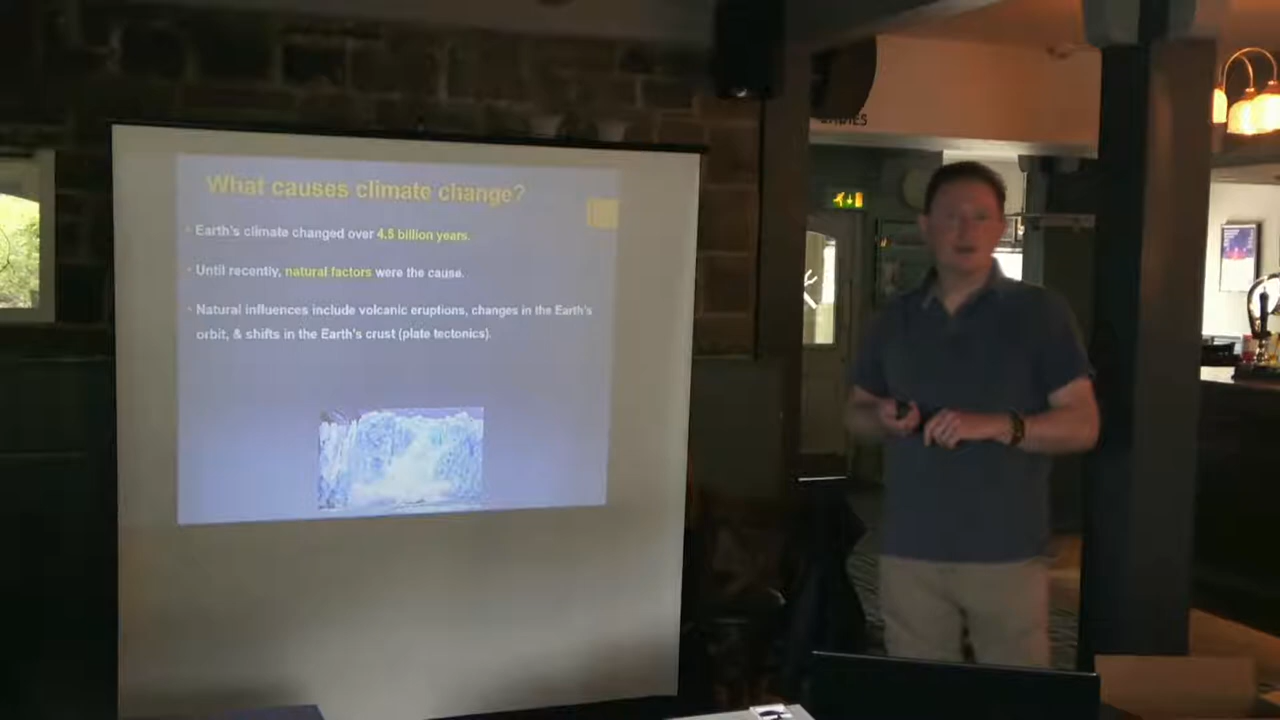 What causes climate change?
Earth's climate changed over 4.5 billion years.
Until recently, natural factors were the cause.
Natural influences include volcanic eruptions, changes in the Earth's
orbit, & shifts in the Earth's crust (plate tectonics).
LADIES